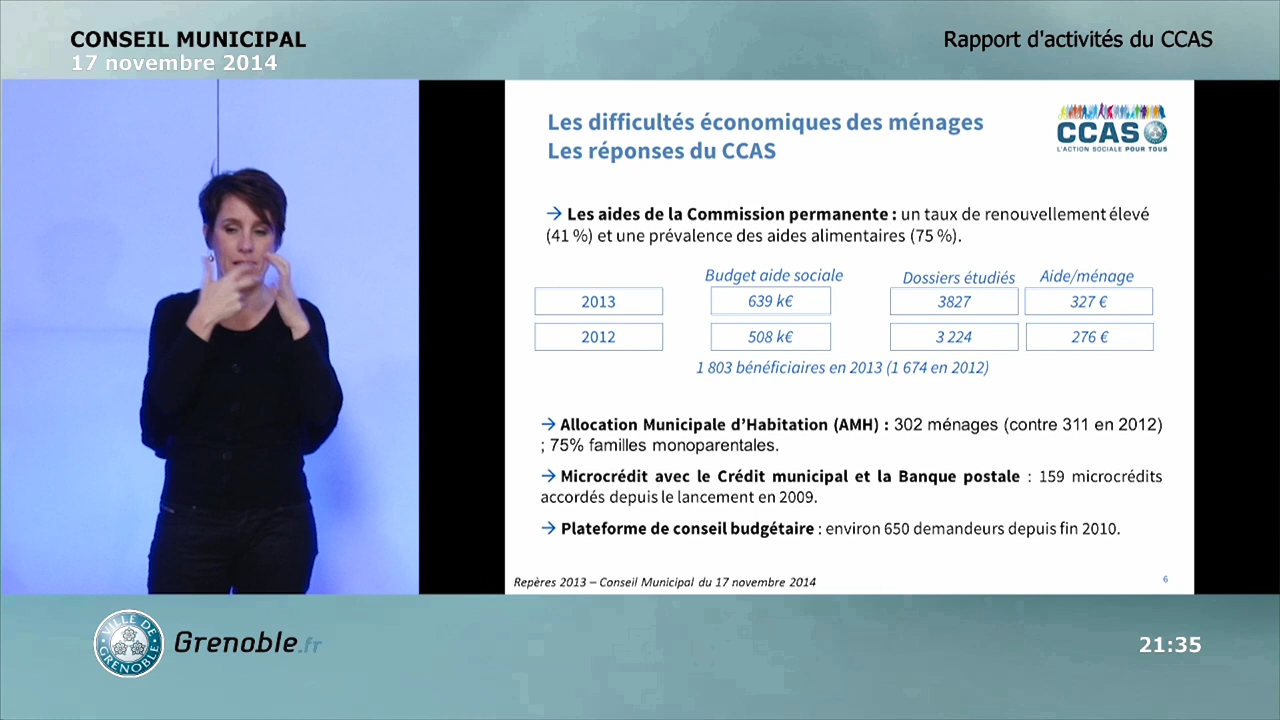 CONSEIL MUNICIPAL
17 novembre 2014
Rapport d'activités du CCAS
Les difficultés économiques des ménages
Les réponses du CCAS
CCAS
L'ACTION SOCIALE POUR TOUS
→ Les aides de la Commission permanente : un taux de renouvellement élevé
(41 %) et une prévalence des aides alimentaires (75 %).
Budget aide sociale Dossiers étudiés Aide/ménage
2013 639 k€ 3827 327 €
2012 508 k€ 3 224 276 €
1 803 bénéficiaires en 2013 (1 674 en 2012)
→ Allocation Municipale d'Habitation (AMH) : 302 ménages (contre 311 en 2012)
; 75% familles monoparentales.
→ Microcrédit avec le Crédit municipal et la Banque postale : 159 microcrédits
accordés depuis le lancement en 2009.
→ Plateforme de conseil budgétaire : environ 650 demandeurs depuis fin 2010.
Repères 2013 – Conseil Municipal du 17 novembre 2014
6
VILLE DE GRENOBLE
Grenoble.fr
21:35